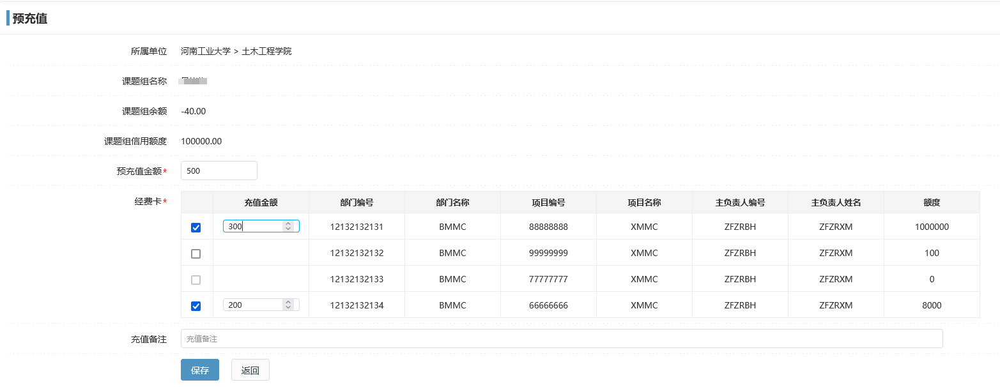 预充值
所属单位 河南工业大学 > 土木工程学院
课题组名称
课题组余额 -40.00
课题组信用额度 100000.00
预充值金额* 500
经费卡* 充值金额 部门编号 部门名称 项目编号 项目名称 主负责人编号 主负责人姓名 额度
300 12132132131 BMMC 88888888 XMMC ZFZRBH ZFZRXM 1000000
12132132132 BMMC 99999999 XMMC ZFZRBH ZFZRXM 100
12132132133 BMMC 77777777 XMMC ZFZRBH ZFZRXM 0
200 12132132134 BMMC 66666666 XMMC ZFZRBH ZFZRXM 8000
充值备注 充值备注
保存 返回